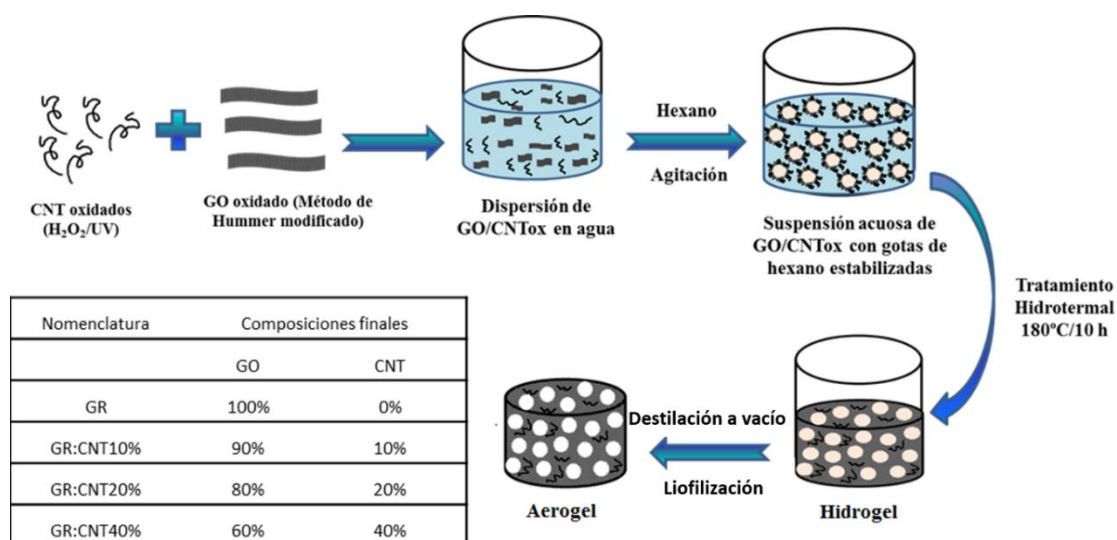 CNT oxidados
(H₂O₂/UV)
GO oxidado (Método de
Hummer modificado)
Dispersión de
GO/CNTox en agua
Hexano
Agitación
Suspensión acuosa de
GO/CNTox con gotas de
hexano estabilizadas
Tratamiento
Hidrotermal
180ºC/10 h
Hidrogel
Destilación a vacío
Liofilización
Aerogel
Nomenclatura Composiciones finales
GO CNT
GR 100% 0%
GR:CNT10% 90% 10%
GR:CNT20% 80% 20%
GR:CNT40% 60% 40%